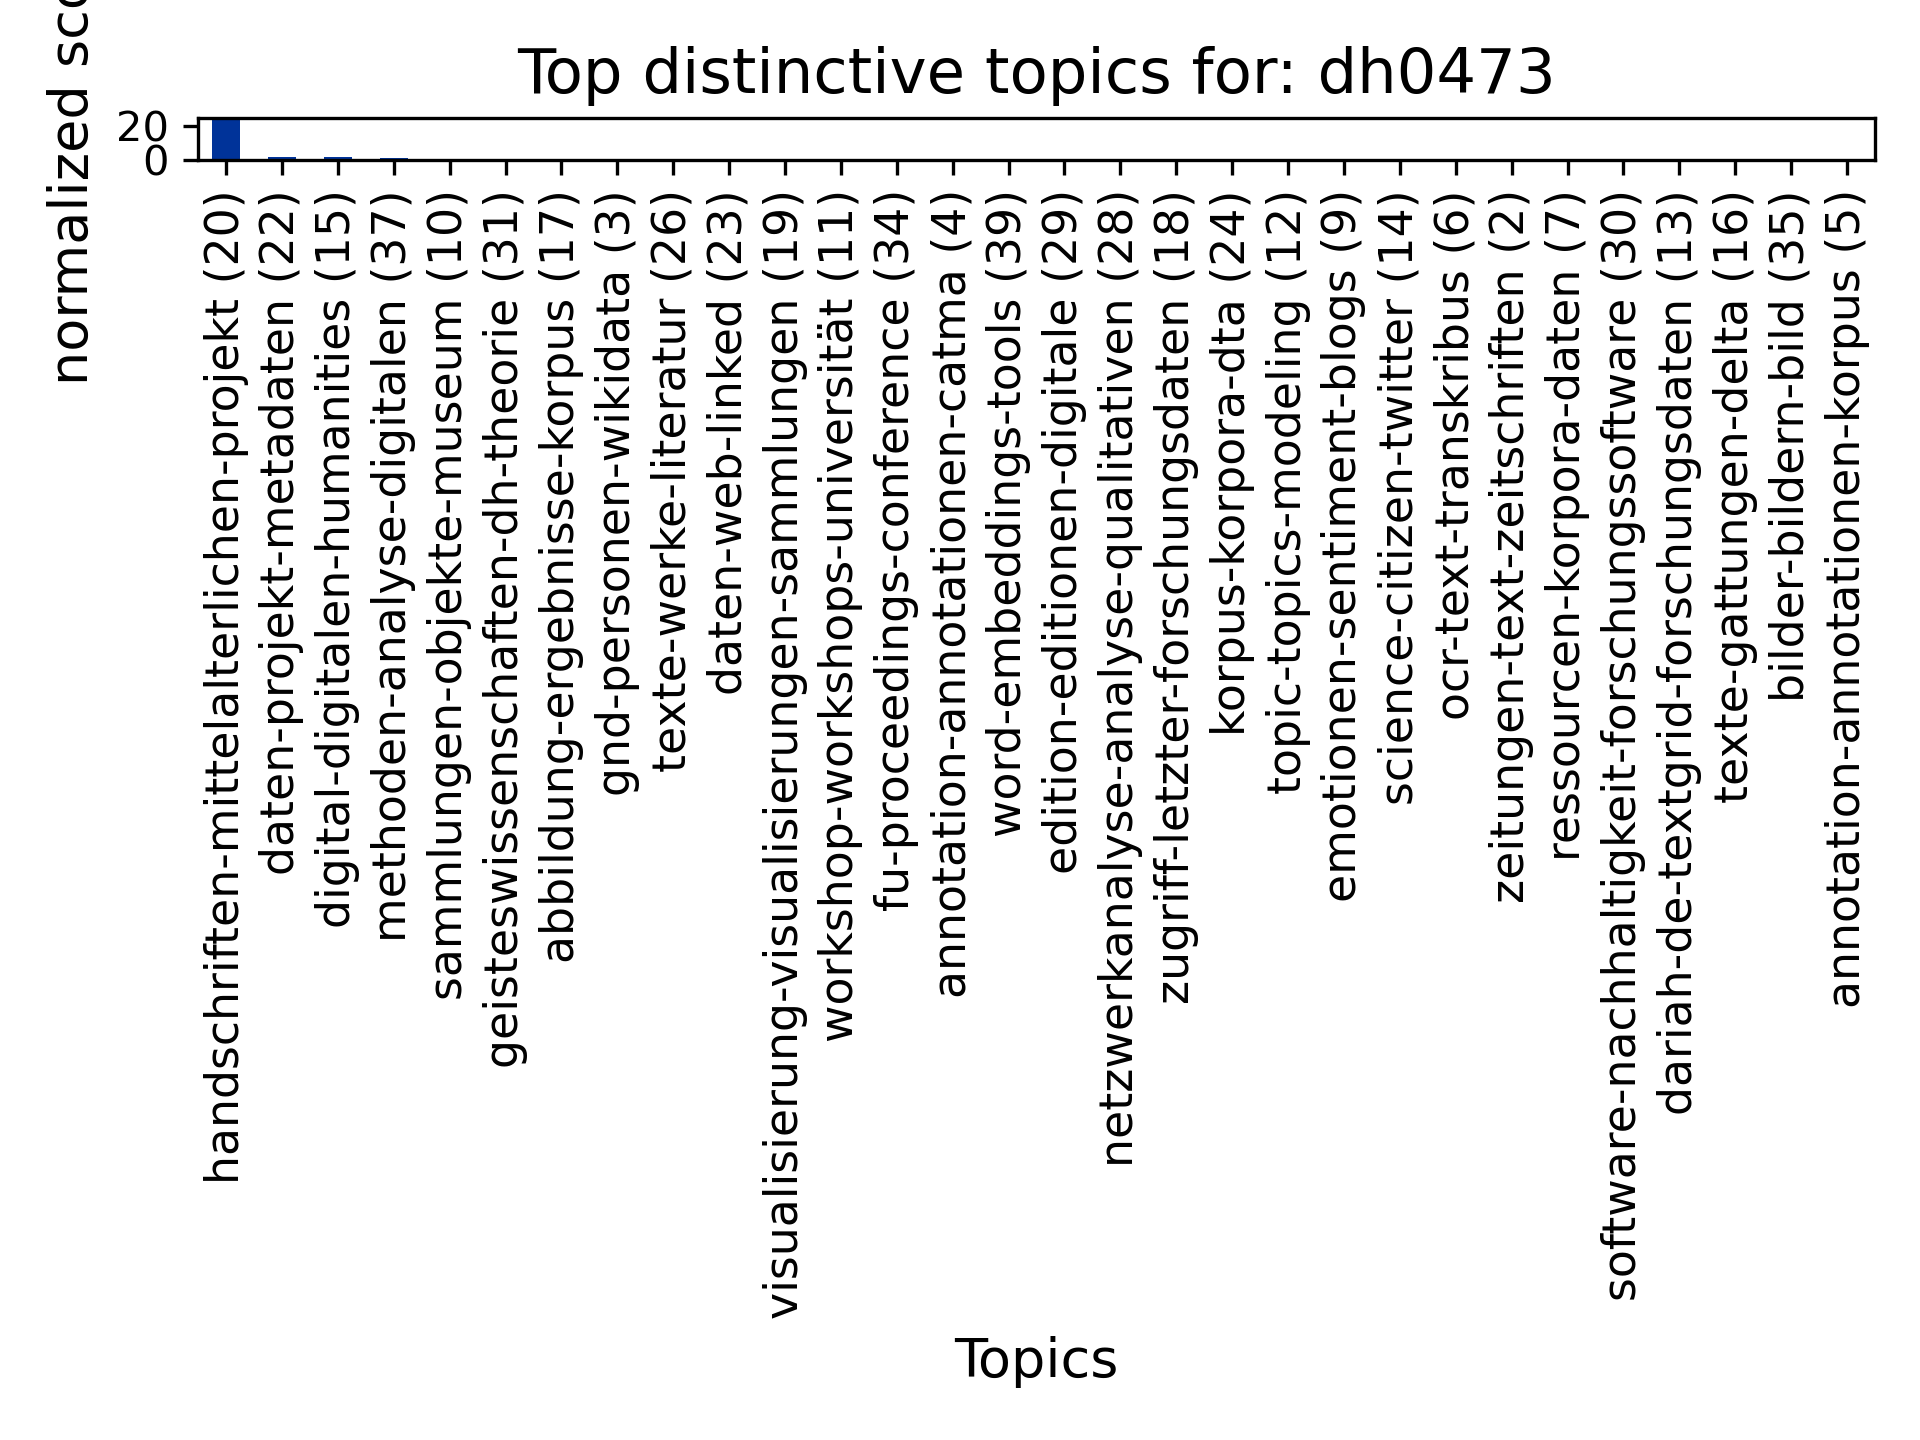 Top distinctive topics for: dh0473
normalized
20
0
handschriften-mittelalterlichen-projekt (20)
daten-projekt-metadaten (22)
digital-digitalen-humanities (15)
methoden-analyse-digitalen (37)
sammlungen-objekte-museum (10)
geisteswissenschaften-dh-theorie (31)
abbildung-ergebnisse-korpus (17)
gnd-personen-wikidata (3)
texte-werke-literatur (26)
daten-web-linked (23)
visualisierung-visualisierungen-sammlungen (19)
workshop-workshops-universität (11)
fu-proceedings-conference (34)
annotation-annotationen-catma (4)
word-embeddings-tools (39)
edition-editionen-digitale (29)
netzwerkanalyse-analyse-qualitativen (28)
zugriff-letzter-forschungsdaten (18)
korpus-korpora-dta (24)
topic-topics-modeling (12)
emotionen-sentiment-blogs (9)
science-citizen-twitter (14)
ocr-text-transkribus (6)
zeitungen-text-zeitschriften (2)
ressourcen-korpora-daten (7)
software-nachhaltigkeit-forschungssoftware (30)
dariah-de-textgrid-forschungsdaten (13)
texte-gattungen-delta (16)
bilder-bildern-bild (35)
annotation-annotationen-korpus (5)
Topics